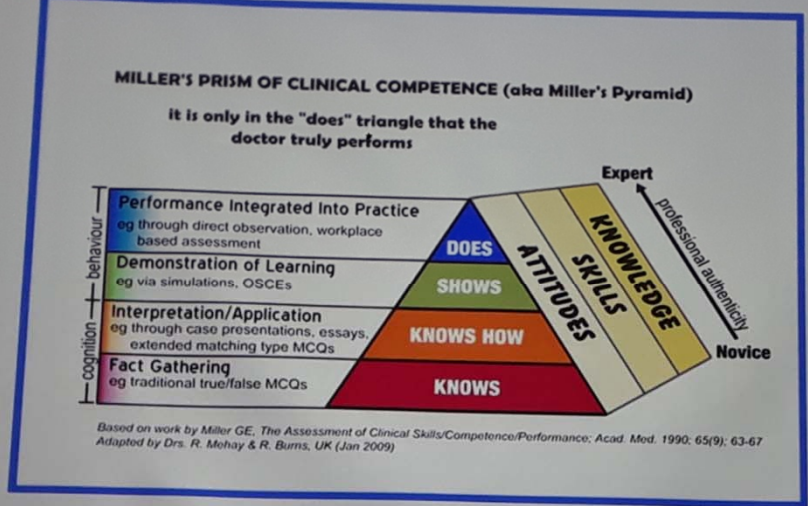 MILLER'S PRISM OF CLINICAL COMPETENCE (aka Miller's Pyramid)
it is only in the "does" triangle that the
doctor truly performs
Expert
professional authenticity
Novice
behaviour
cognition
Performance Integrated Into Practice
eg through direct observation, workplace
based assessment
DOES
Demonstration of Learning
eg via simulations, OSCEs
SHOWS
Interpretation/Application
eg through case presentations, essays,
extended matching type MCQs
KNOWS HOW
Fact Gathering
eg traditional true/false MCQs
KNOWS
ATTITUDES
SKILLS
KNOWLEDGE
Based on work by Miller GE, The Assessment of Clinical Skills/Competence/Performance; Acad. Med. 1990; 65(9); 63-67
Adapted by Drs. R. Mehay & R. Burns, UK (Jan 2009)